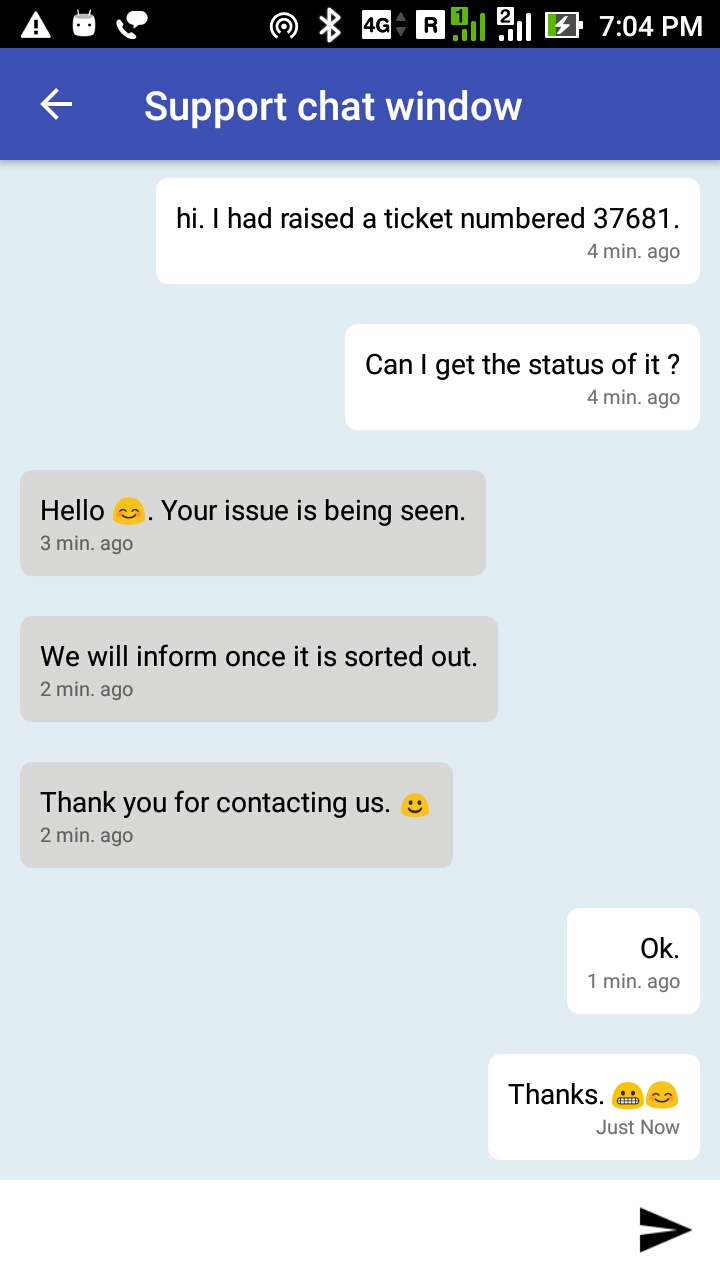 4G R 1 2 7:04 PM
Support chat window
hi. I had raised a ticket numbered 37681.
4 min. ago
Can I get the status of it ?
4 min. ago
Hello 😊. Your issue is being seen.
3 min. ago
We will inform once it is sorted out.
2 min. ago
Thank you for contacting us. 🙂
2 min. ago
Ok.
1 min. ago
Thanks. 😬😊
Just Now